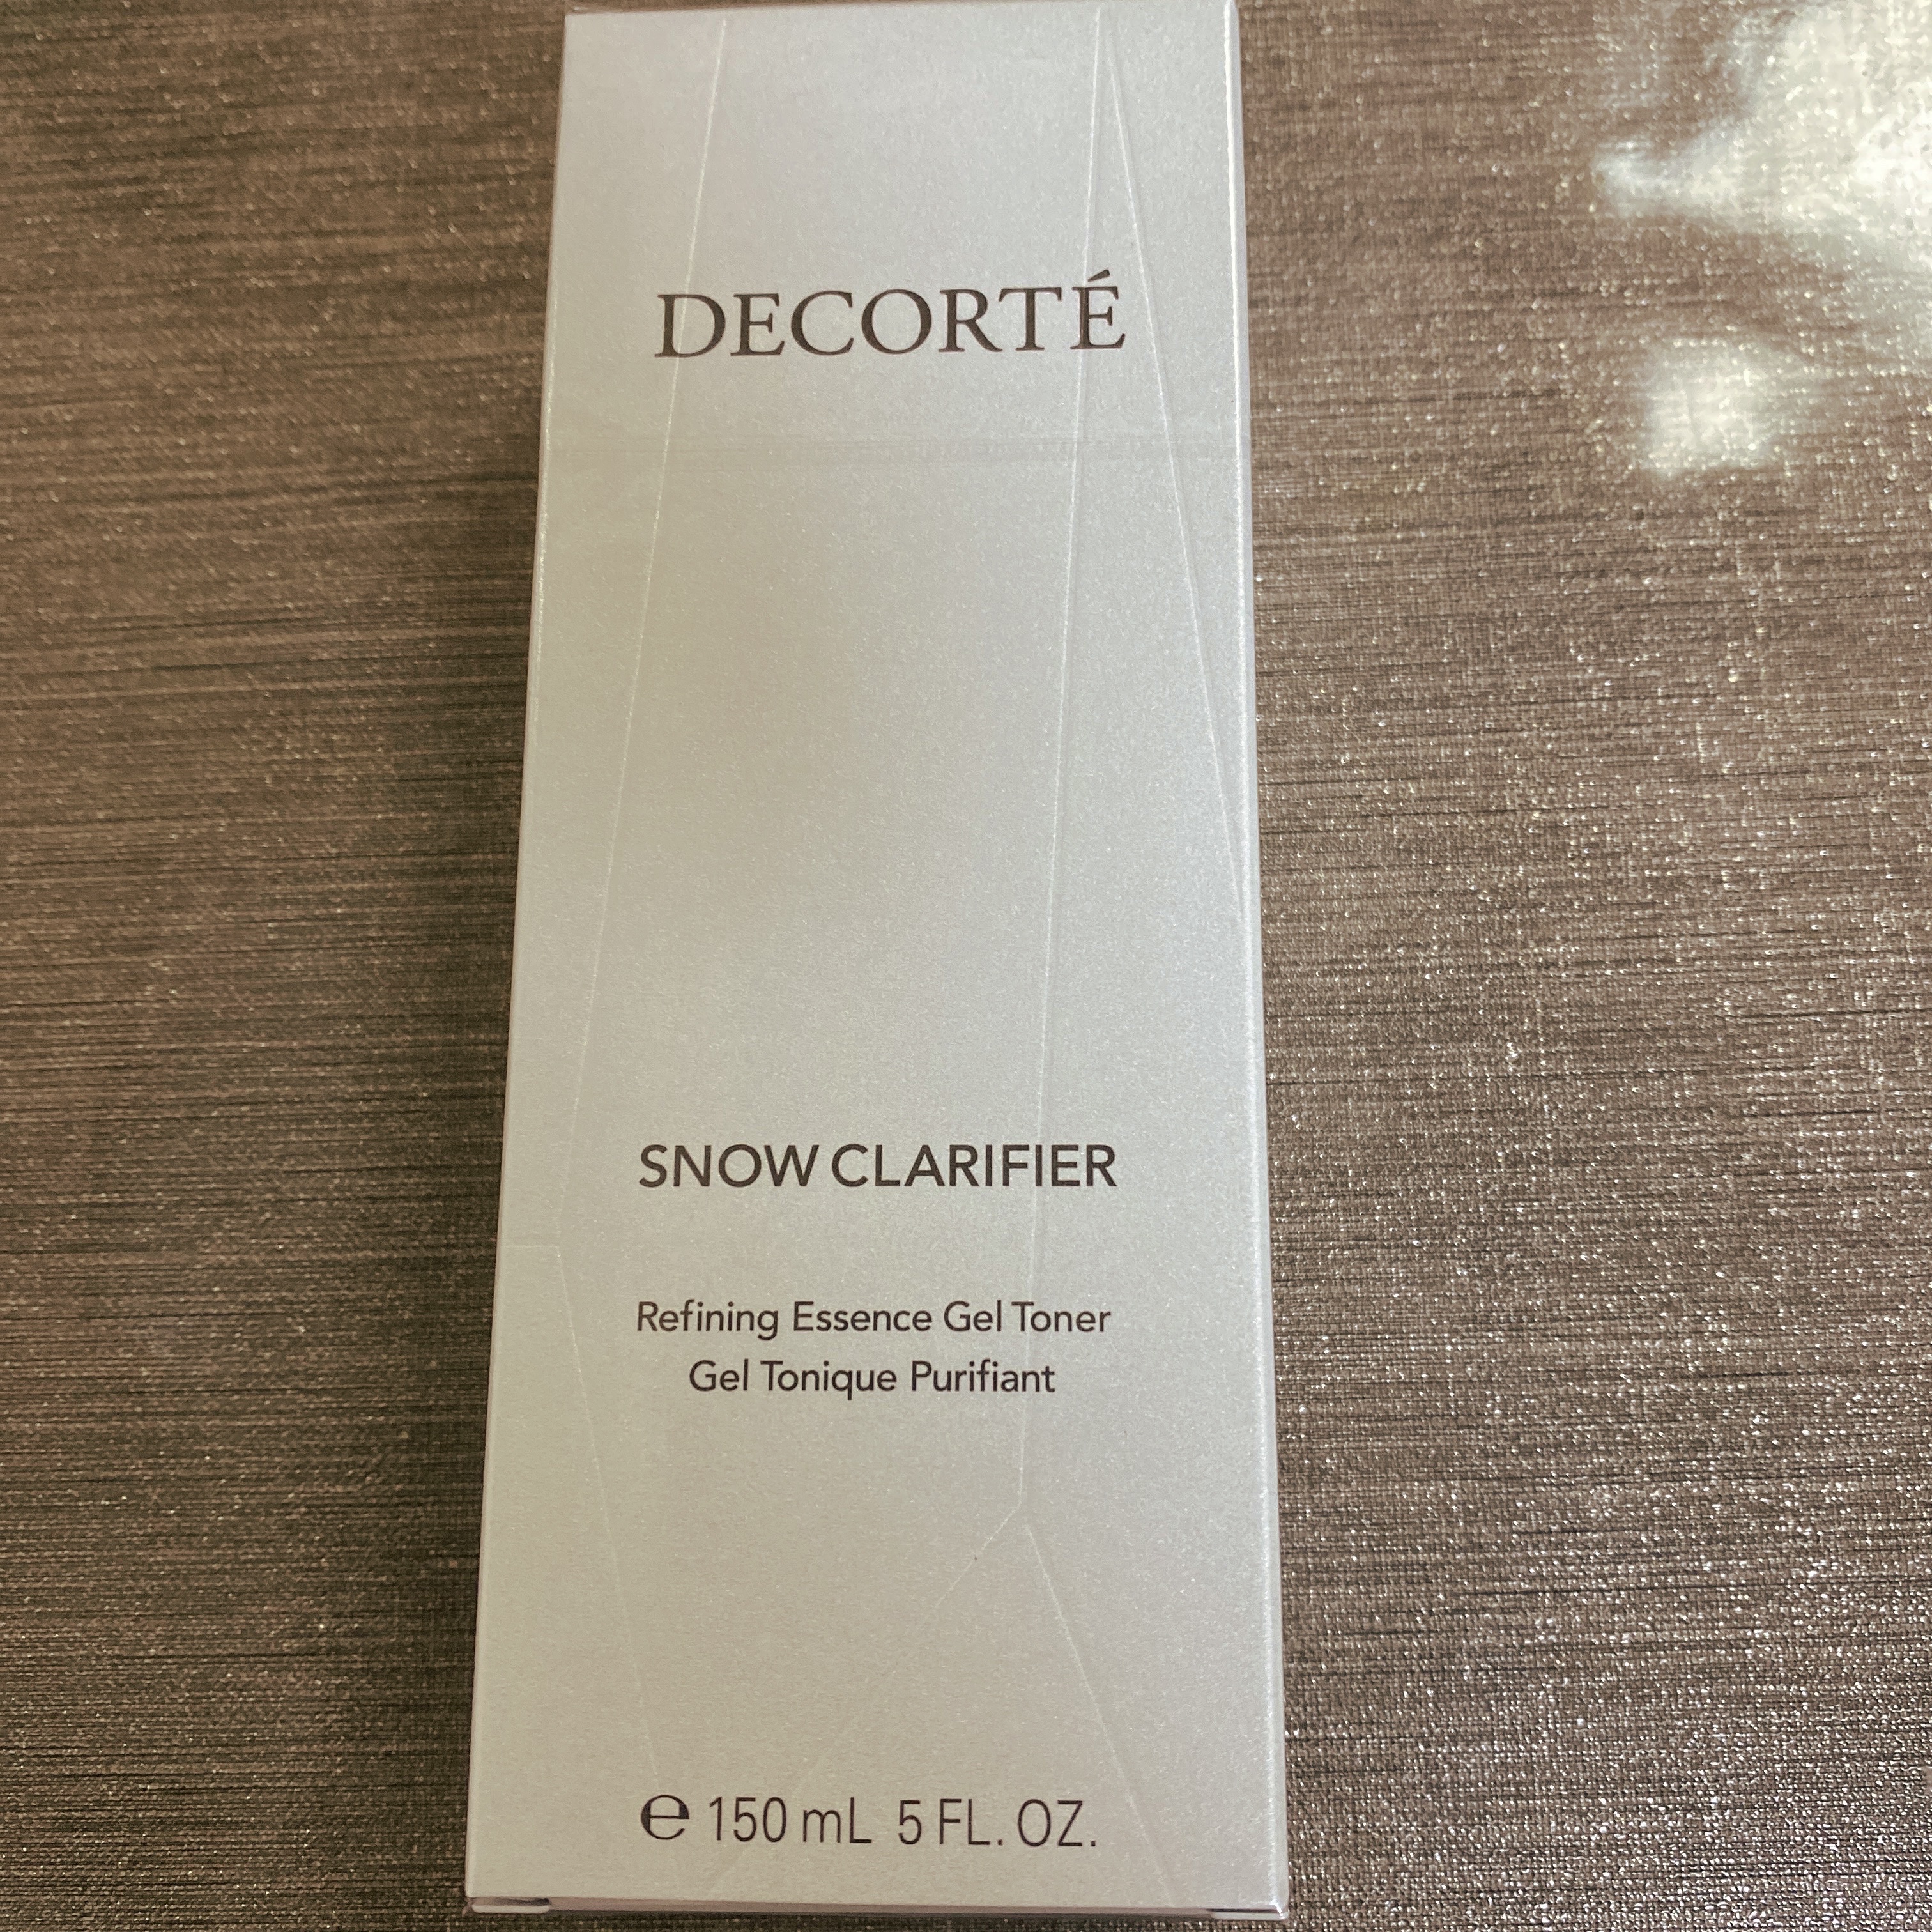 DECORTÉ
SNOW CLARIFIER
Refining Essence Gel Toner
Gel Tonique Purifiant
℮ 150 mL 5 FL. OZ.